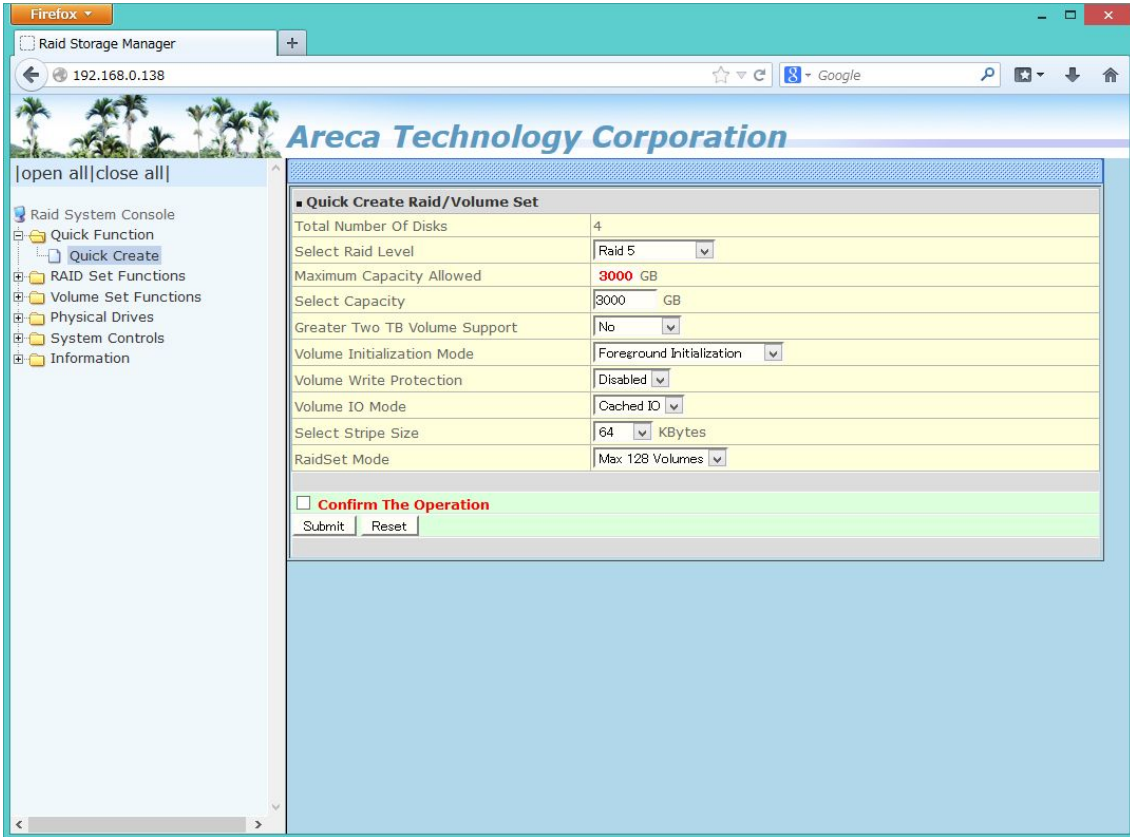 Firefox
Raid Storage Manager
192.168.0.138
Google
Areca Technology Corporation
|open all|close all|
Raid System Console
Quick Function
Quick Create
RAID Set Functions
Volume Set Functions
Physical Drives
System Controls
Information
Quick Create Raid/Volume Set
Total Number Of Disks 4
Select Raid Level Raid 5
Maximum Capacity Allowed 3000 GB
Select Capacity 3000 GB
Greater Two TB Volume Support No
Volume Initialization Mode Foreground Initialization
Volume Write Protection Disabled
Volume IO Mode Cached IO
Select Stripe Size 64 KBytes
RaidSet Mode Max 128 Volumes
Confirm The Operation
Submit Reset